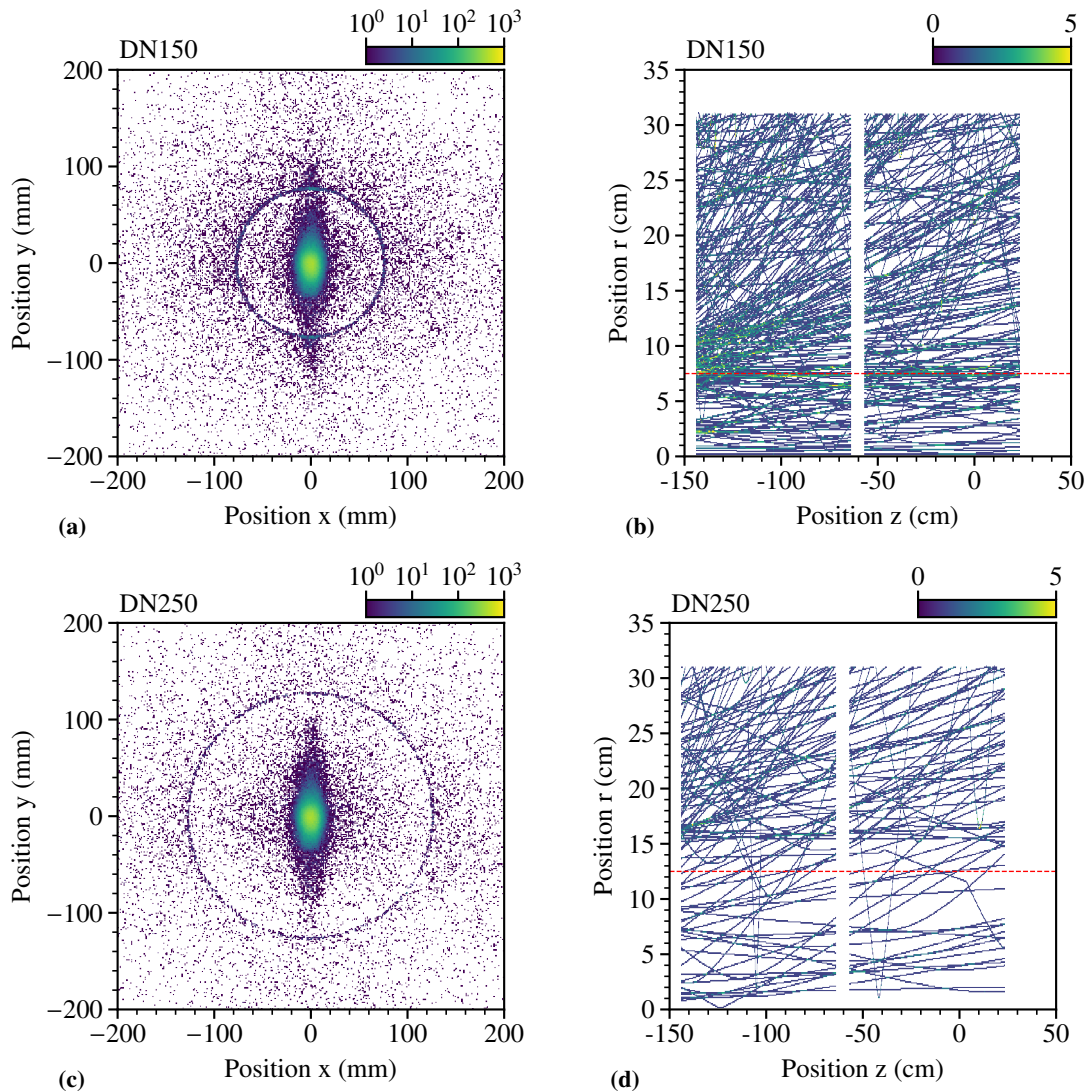 DN150
10⁰ 10¹ 10² 10³
200
100
0
−100
−200
−200 −100 0 100 200
Position y (mm)
Position x (mm)
(a)
DN150
0 5
35
30
25
20
15
10
5
0
-150 -100 -50 0 50
Position r (cm)
Position z (cm)
(b)
DN250
10⁰ 10¹ 10² 10³
200
100
0
−100
−200
−200 −100 0 100 200
Position y (mm)
Position x (mm)
(c)
DN250
0 5
35
30
25
20
15
10
5
0
-150 -100 -50 0 50
Position r (cm)
Position z (cm)
(d)